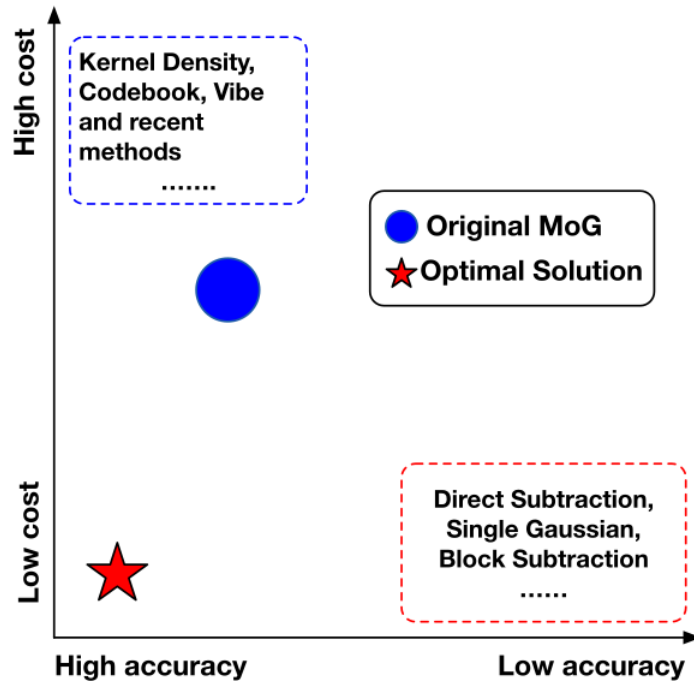 High cost
Kernel Density,
Codebook, Vibe
and recent
methods
.......
Original MoG
Optimal Solution
Low cost
Direct Subtraction,
Single Gaussian,
Block Subtraction
......
High accuracy
Low accuracy